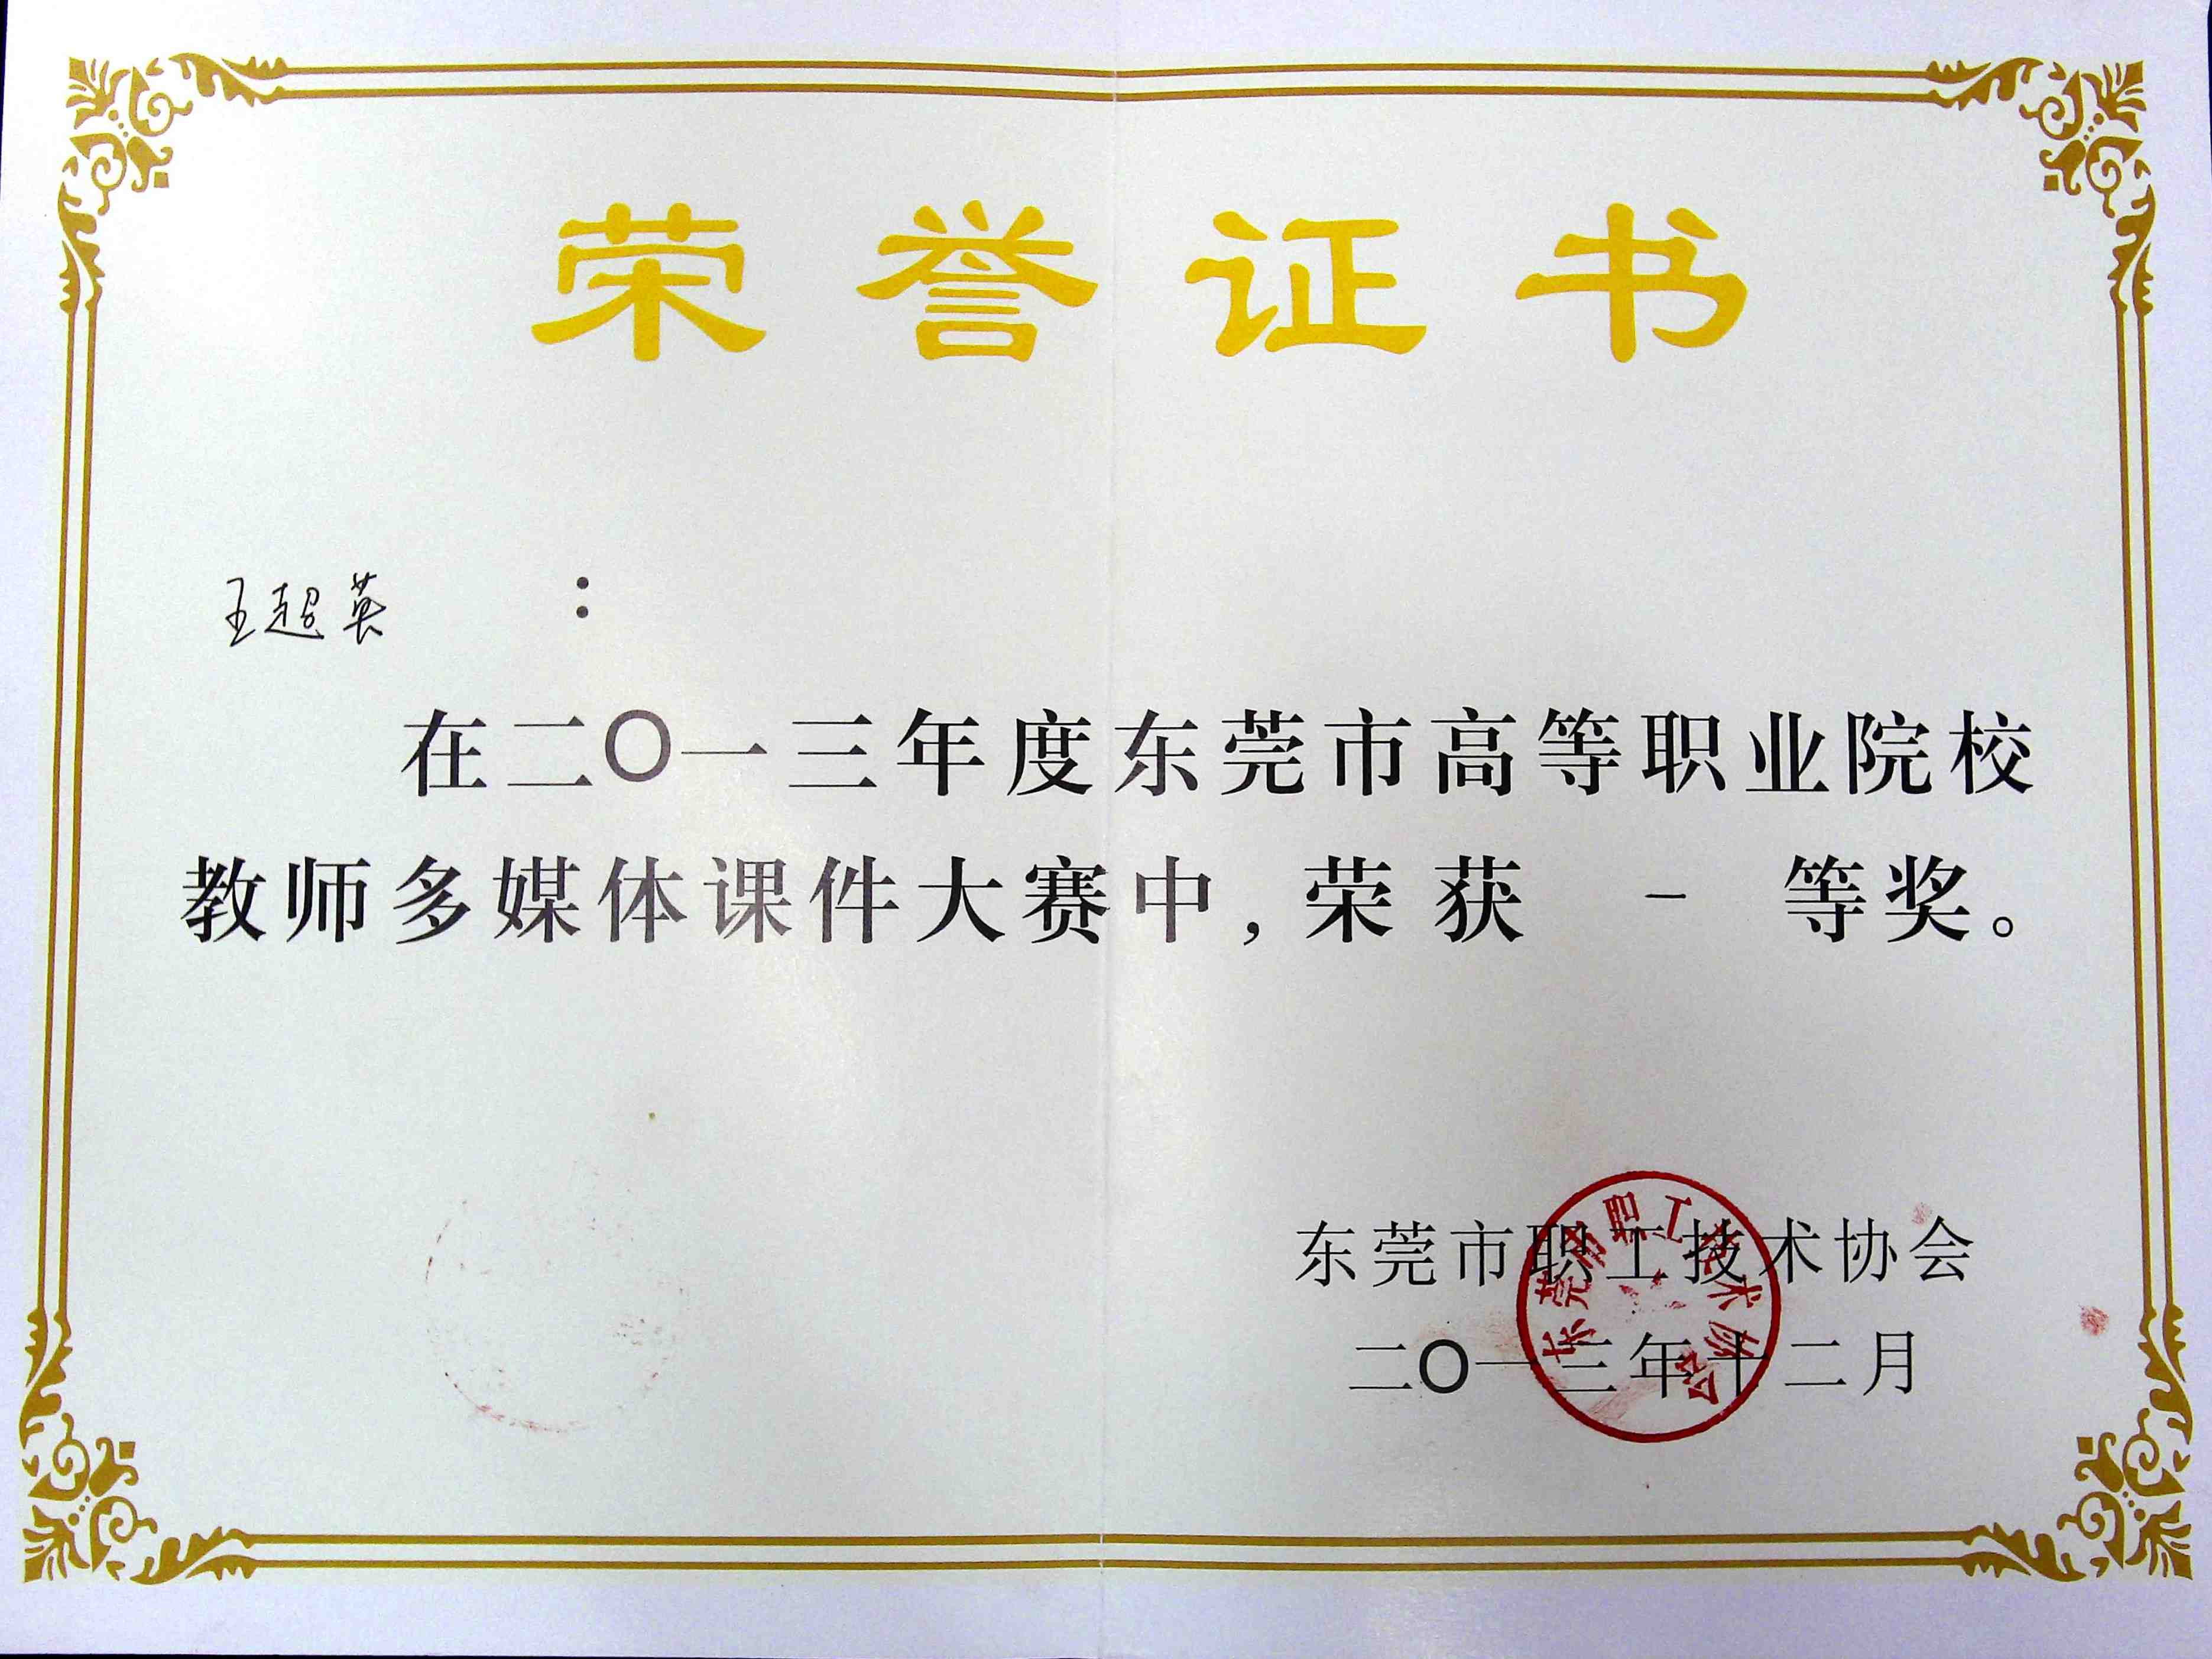 荣誉证书
王超英 ：
在二〇一三年度东莞市高等职业院校
教师多媒体课件大赛中,荣获 一 等奖。
东莞市职工技术协会
二〇一三年十二月
东莞市职工技术协会